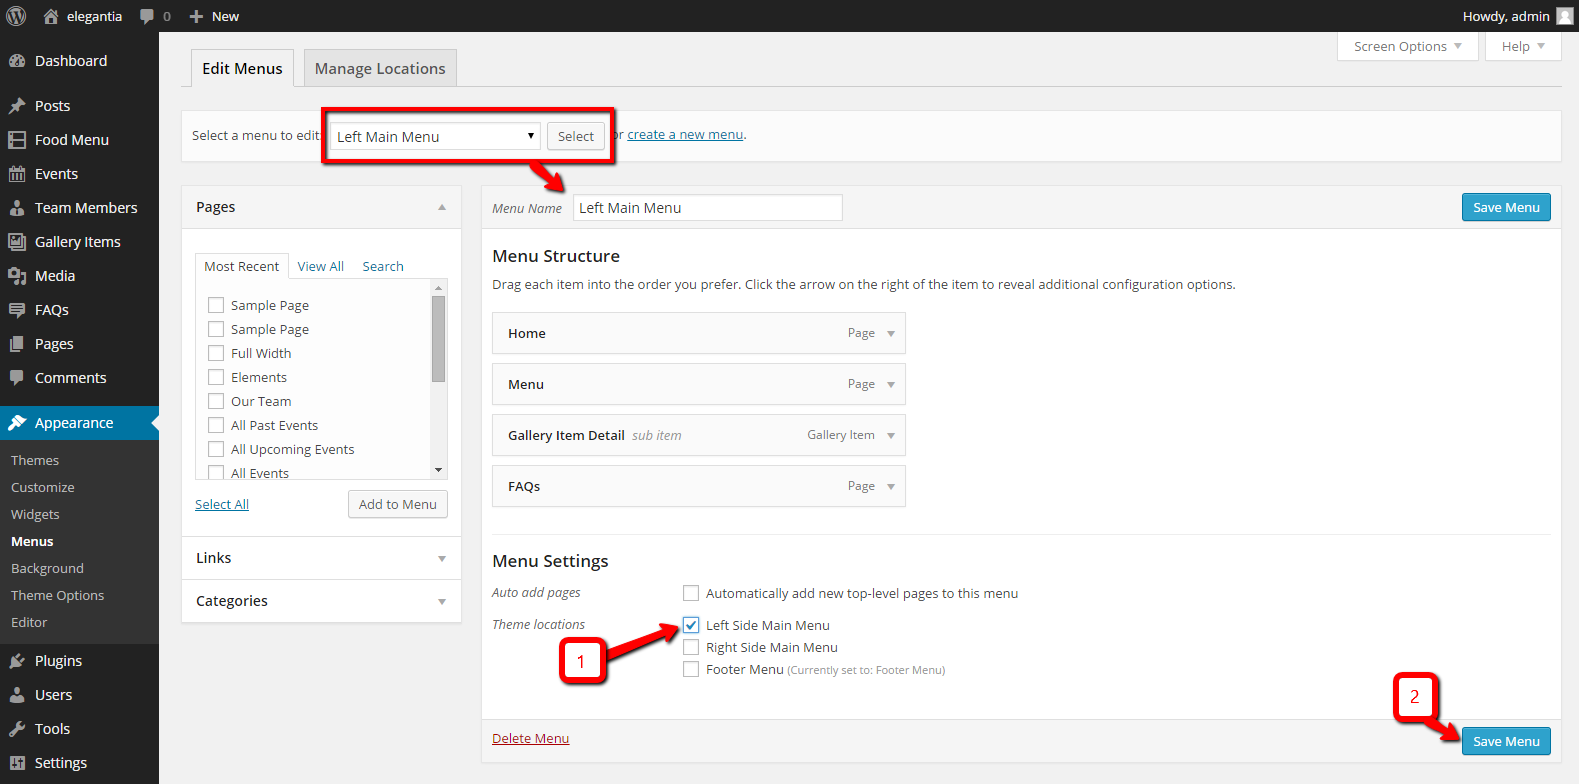 elegantia 0 New Howdy, admin
Dashboard
Posts
Food Menu
Events
Team Members
Gallery Items
Media
FAQs
Pages
Comments
Appearance
Themes
Customize
Widgets
Menus
Background
Theme Options
Editor
Plugins
Users
Tools
Settings
Screen Options Help
Edit Menus Manage Locations
Select a menu to edit: Left Main Menu Select or create a new menu.
Pages
Most Recent View All Search
Sample Page
Sample Page
Full Width
Elements
Our Team
All Past Events
All Upcoming Events
All Events
Select All Add to Menu
Links
Categories
Menu Name Left Main Menu Save Menu
Menu Structure
Drag each item into the order you prefer. Click the arrow on the right of the item to reveal additional configuration options.
Home Page
Menu Page
Gallery Item Detail sub item Gallery Item
FAQs Page
Menu Settings
Auto add pages Automatically add new top-level pages to this menu
Theme locations Left Side Main Menu
Right Side Main Menu
Footer Menu (Currently set to: Footer Menu)
1
2
Delete Menu Save Menu